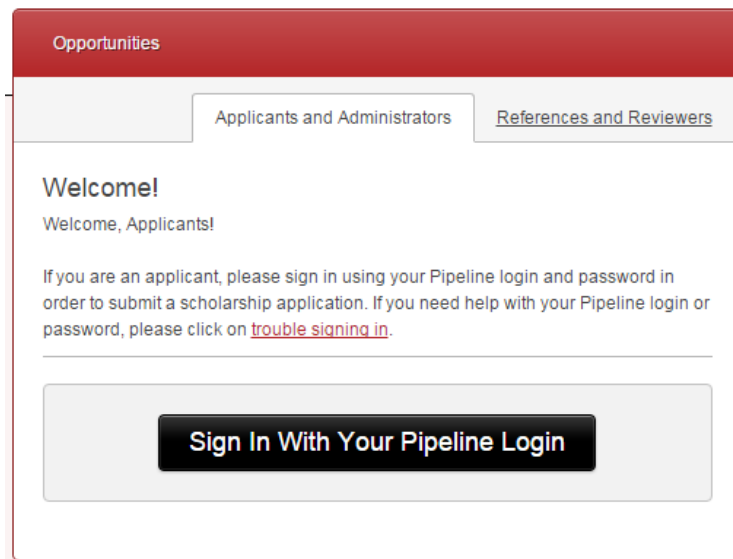 Opportunities
Applicants and Administrators
References and Reviewers
Welcome!
Welcome, Applicants!
If you are an applicant, please sign in using your Pipeline login and password in
order to submit a scholarship application. If you need help with your Pipeline login or
password, please click on trouble signing in.
Sign In With Your Pipeline Login